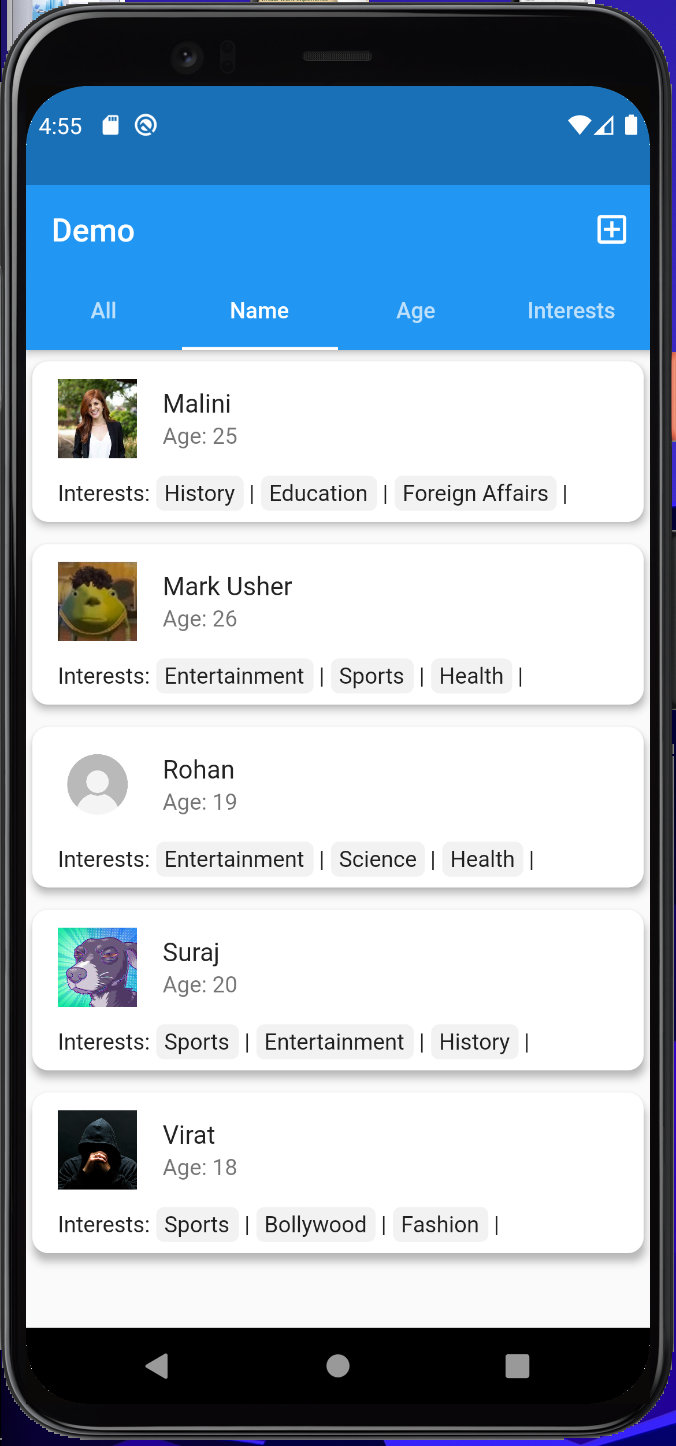 4:55
Demo
All Name Age Interests
Malini
Age: 25
Interests: History | Education | Foreign Affairs |
Mark Usher
Age: 26
Interests: Entertainment | Sports | Health |
Rohan
Age: 19
Interests: Entertainment | Science | Health |
Suraj
Age: 20
Interests: Sports | Entertainment | History |
Virat
Age: 18
Interests: Sports | Bollywood | Fashion |